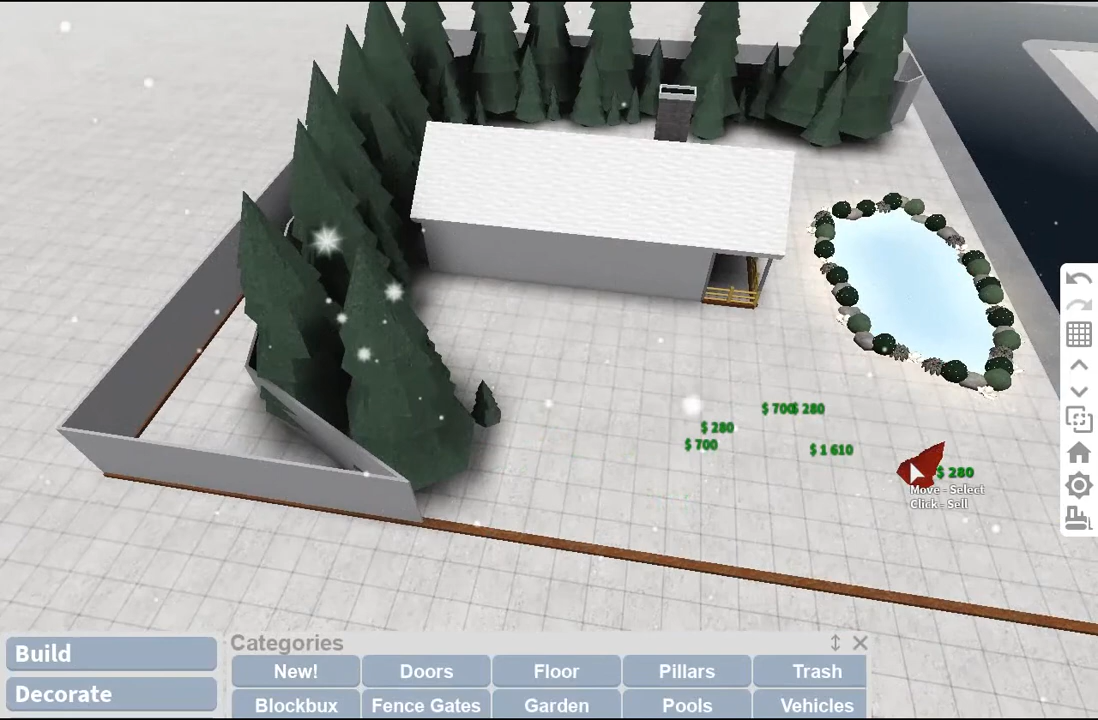 $ 700
$ 280
$ 280
$ 700
$ 1 610
$ 280
Move - Select
Click - Sell
Build
Decorate
Categories
New!
Doors
Floor
Pillars
Trash
Blockbux
Fence Gates
Garden
Pools
Vehicles